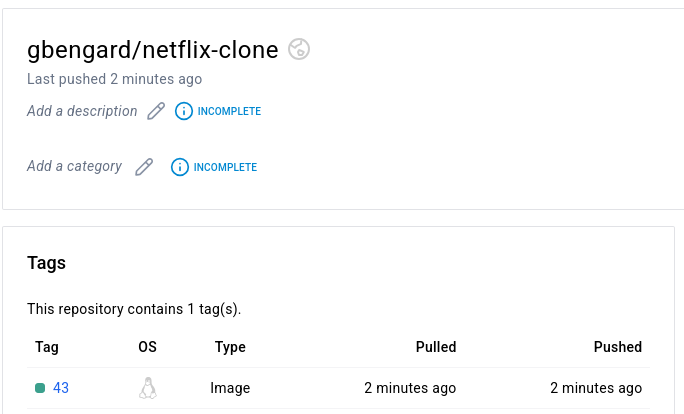 gbengard/netflix-clone
Last pushed 2 minutes ago
Add a description INCOMPLETE
Add a category INCOMPLETE
Tags
This repository contains 1 tag(s).
Tag OS Type Pulled Pushed
43 Image 2 minutes ago 2 minutes ago